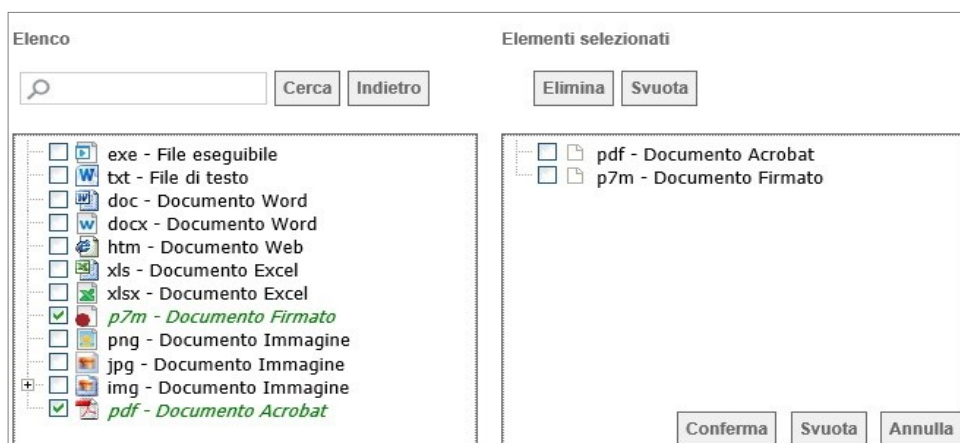 Elenco
Cerca
Indietro
exe - File eseguibile
txt - File di testo
doc - Documento Word
docx - Documento Word
htm - Documento Web
xls - Documento Excel
xlsx - Documento Excel
p7m - Documento Firmato
png - Documento Immagine
jpg - Documento Immagine
img - Documento Immagine
pdf - Documento Acrobat
Elementi selezionati
Elimina
Svuota
pdf - Documento Acrobat
p7m - Documento Firmato
Conferma
Svuota
Annulla